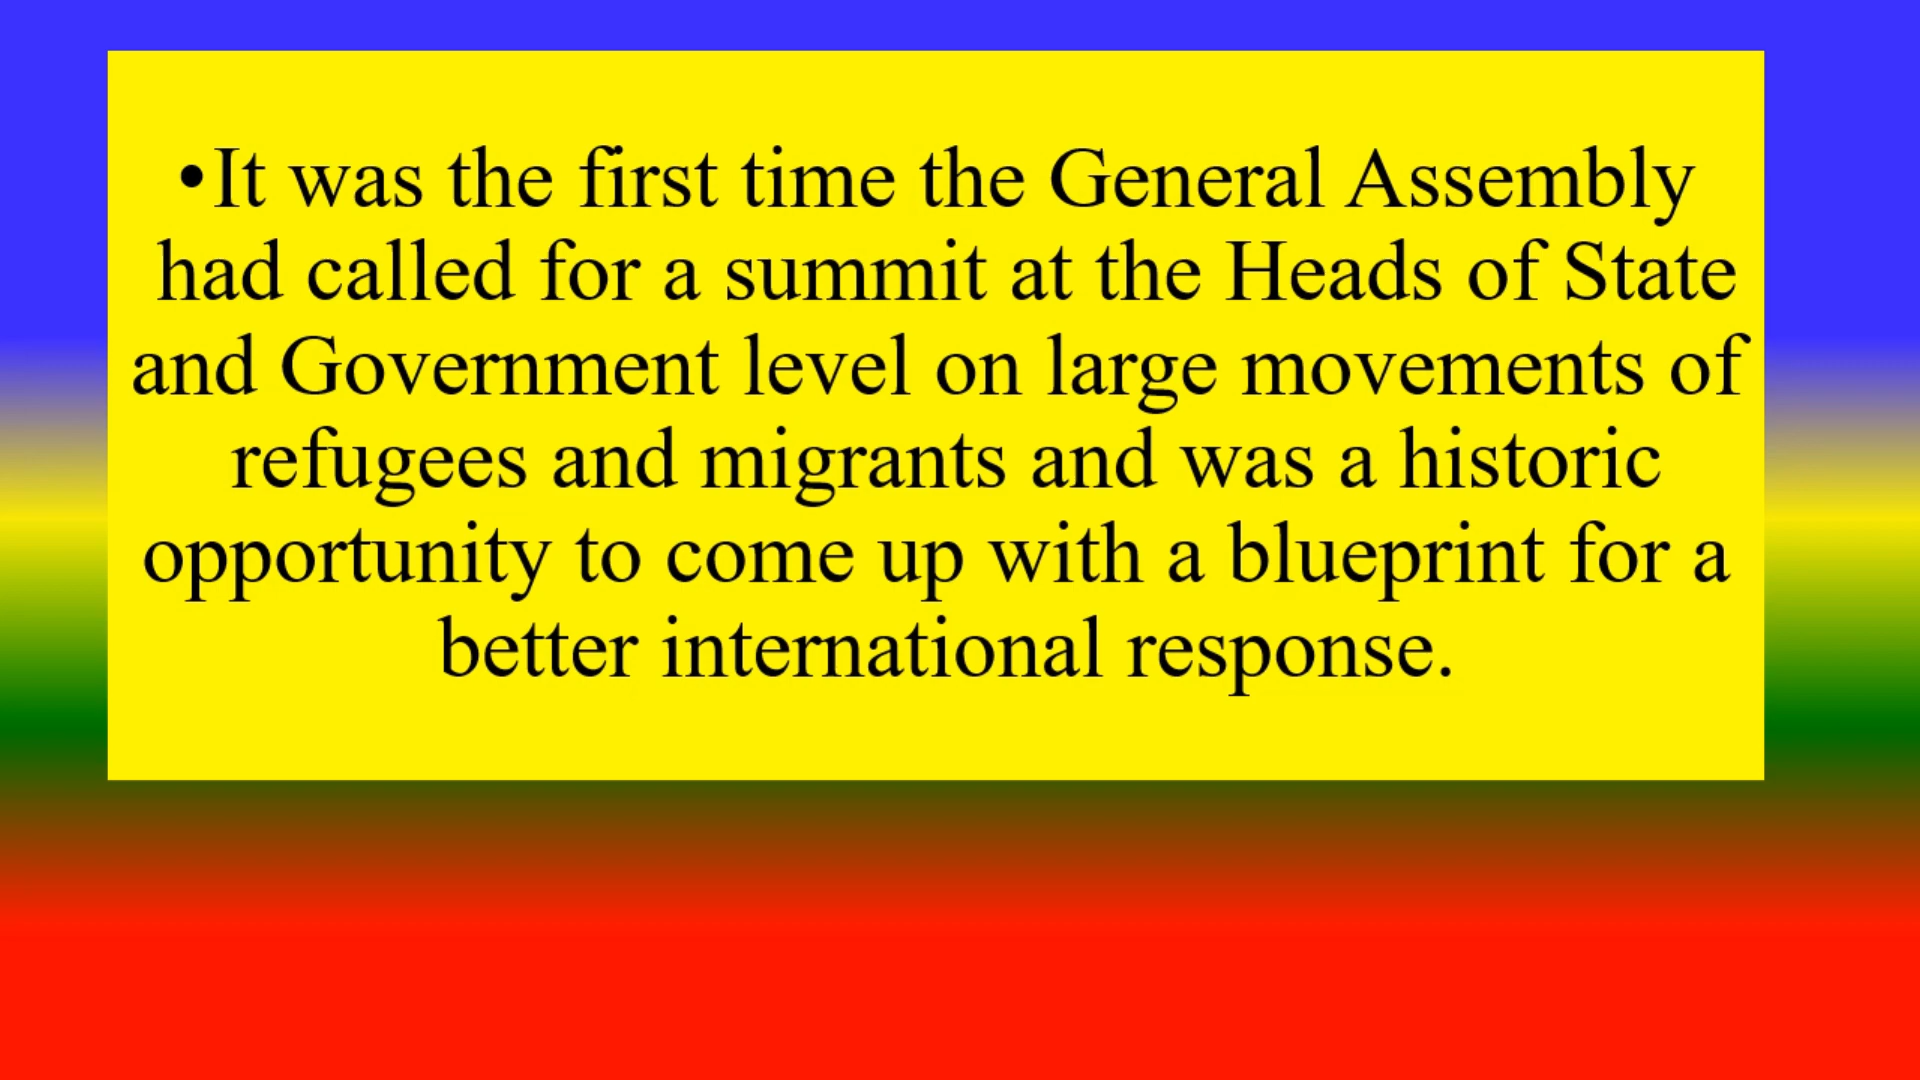 •It was the first time the General Assembly
had called for a summit at the Heads of State
and Government level on large movements of
refugees and migrants and was a historic
opportunity to come up with a blueprint for a
better international response.